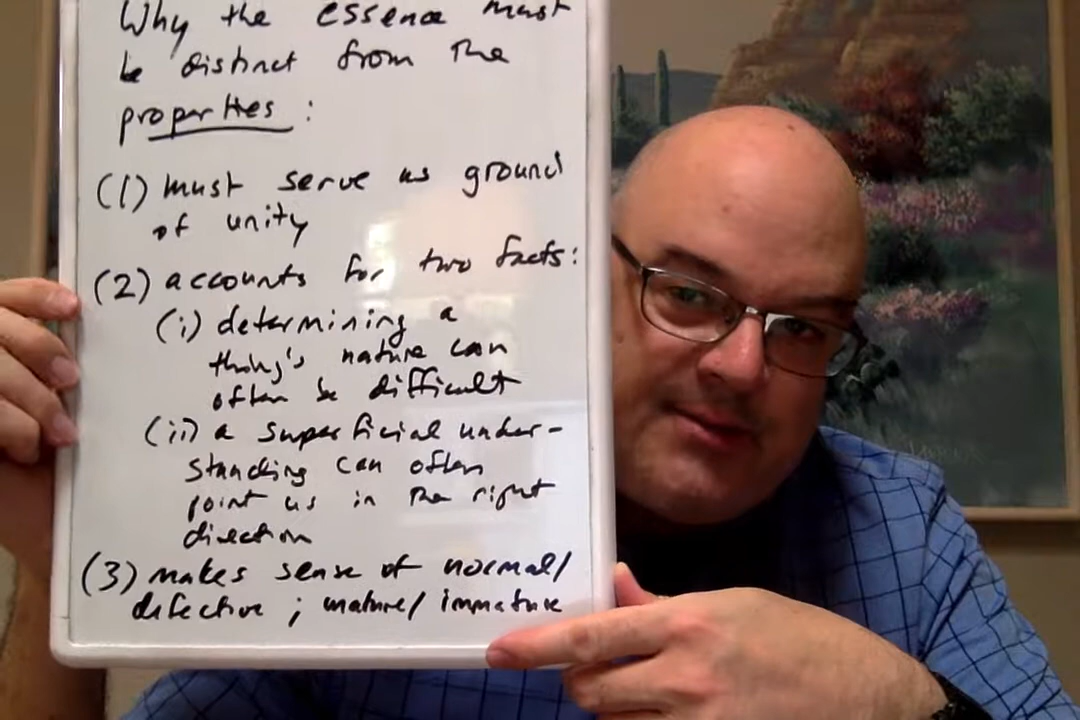 Why the essence must
be distinct from the
properties :
(1) must serve as ground
of unity
(2) accounts for two facts:
(i) determining a
thing's nature can
often be difficult
(ii) a superficial under-
standing can often
point us in the right
direction
(3) makes sense of normal/
defective ; mature/ immature